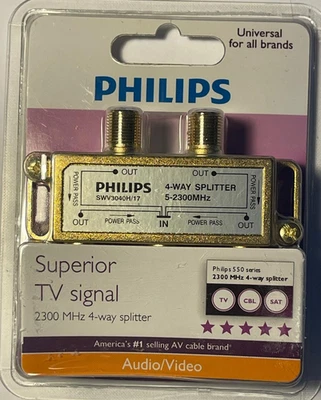 Universal
for all brands
PHILIPS
OUT OUT
POWER PASS
PHILIPS 4-WAY SPLITTER
SWV3040H/17 5-2300MHz
POWER PASS
OUT POWER PASS IN POWER PASS OUT
Superior
TV signal
2300 MHz 4-way splitter
Philips 550 series
2300 MHz 4-way splitter
TV CBL SAT
America's #1 selling AV cable brand
Audio/Video